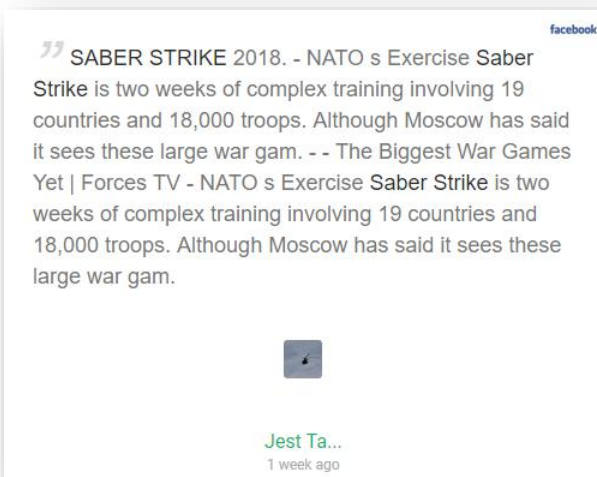 facebook
” SABER STRIKE 2018. - NATO s Exercise Saber
Strike is two weeks of complex training involving 19
countries and 18,000 troops. Although Moscow has said
it sees these large war gam. - - The Biggest War Games
Yet | Forces TV - NATO s Exercise Saber Strike is two
weeks of complex training involving 19 countries and
18,000 troops. Although Moscow has said it sees these
large war gam.
Jest Ta...
1 week ago